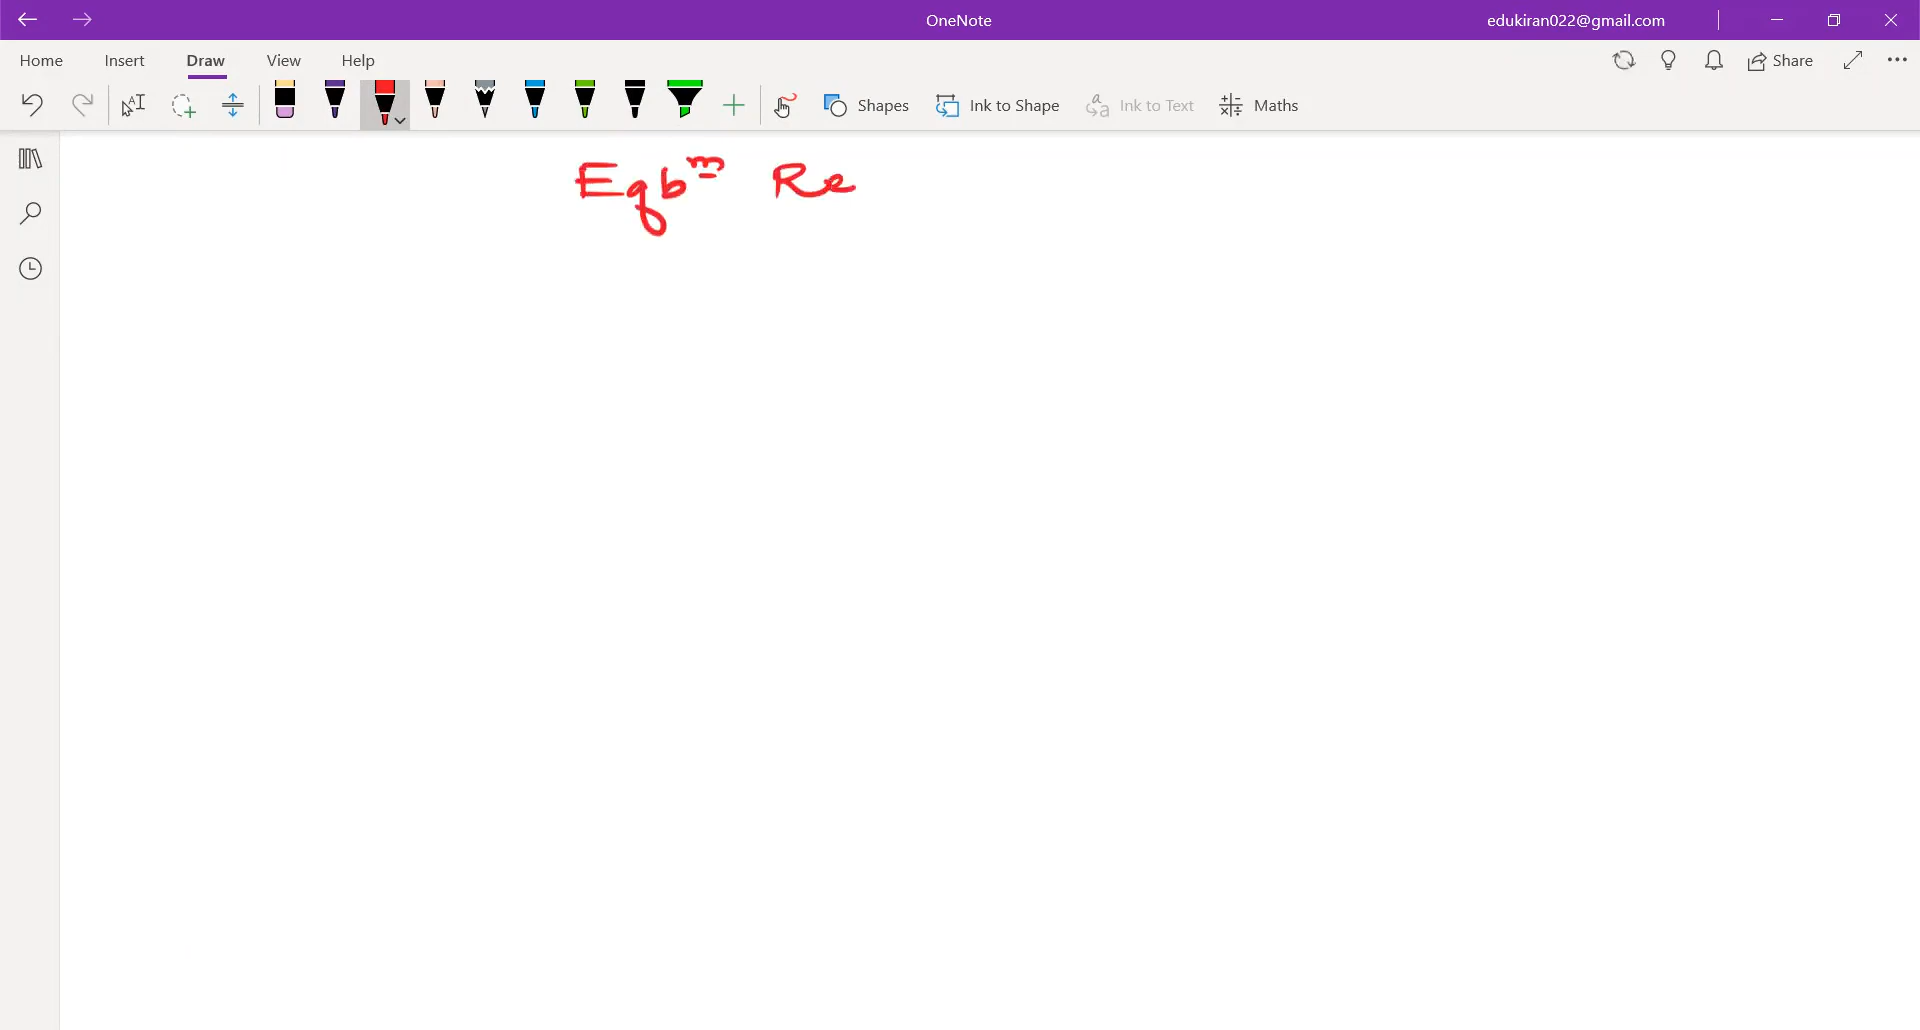 OneNote
edukiran022@gmail.com
Home Insert Draw View Help Share
Shapes Ink to Shape Ink to Text Maths
Eqbᵐ Re